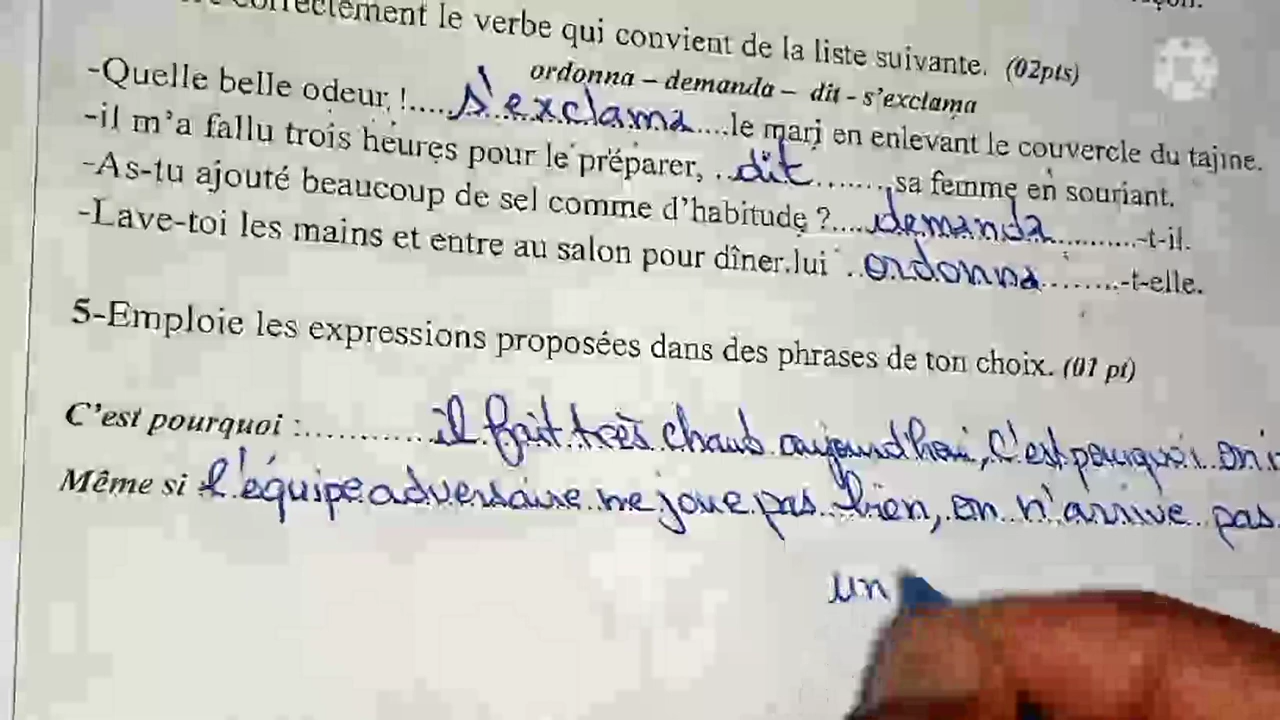 correctement le verbe qui convient de la liste suivante. (02pts)
ordonna – demanda – dit - s'exclama
-Quelle belle odeur !.....s'exclama....le mari en enlevant le couvercle du tajine.
-il m'a fallu trois heures pour le préparer, ..dit........,sa femme en souriant.
-As-tu ajouté beaucoup de sel comme d'habitude ?....demanda..........-t-il.
-Lave-toi les mains et entre au salon pour dîner.lui ..ordonna........-t-elle.
5-Emploie les expressions proposées dans des phrases de ton choix. (01 pt)
C'est pourquoi :.............il fait très chaud aujourd'hui, c'est pourquoi on
Même si l'équipe adversaire ne joue pas bien, on n'arrive pas
un